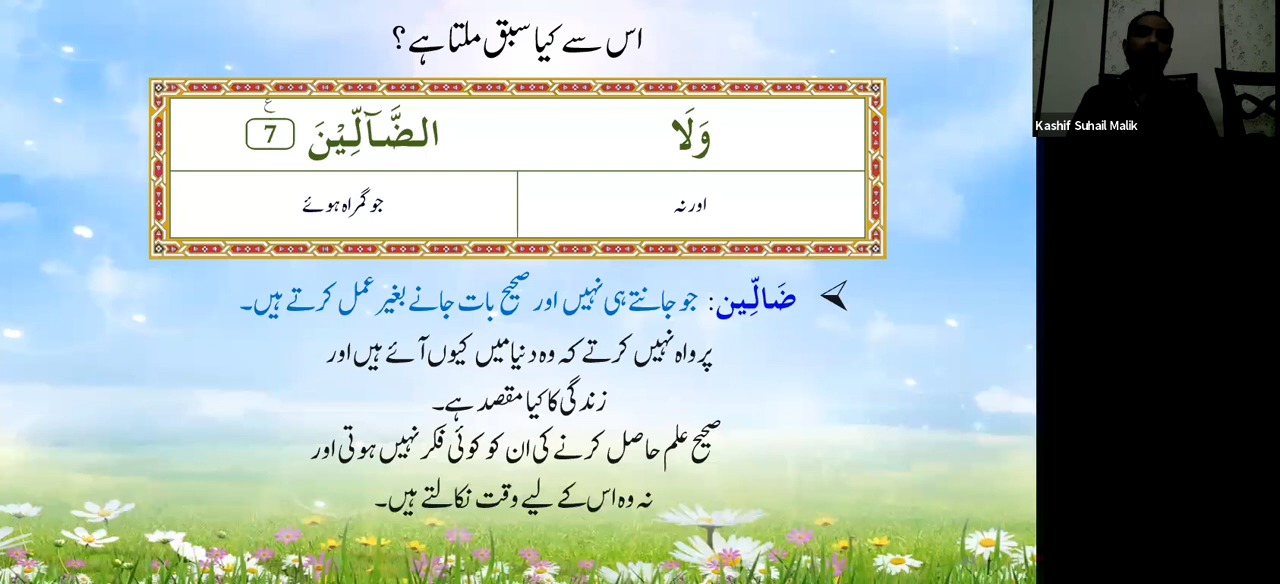 اس سے کیا سبق ملتا ہے؟
وَلَا الضَّآلِّيْنَ 7 ع
اور نہ جو گمراہ ہوئے
ضَالِّين: جو جانتے ہی نہیں اور صحیح بات جانے بغیر عمل کرتے ہیں۔
پرواہ نہیں کرتے کہ وہ دنیا میں کیوں آئے ہیں اور
زندگی کا کیا مقصد ہے۔
صحیح علم حاصل کرنے کی ان کو کوئی فکر نہیں ہوتی اور
نہ وہ اس کے لیے وقت نکالتے ہیں۔
Kashif Suhail Malik